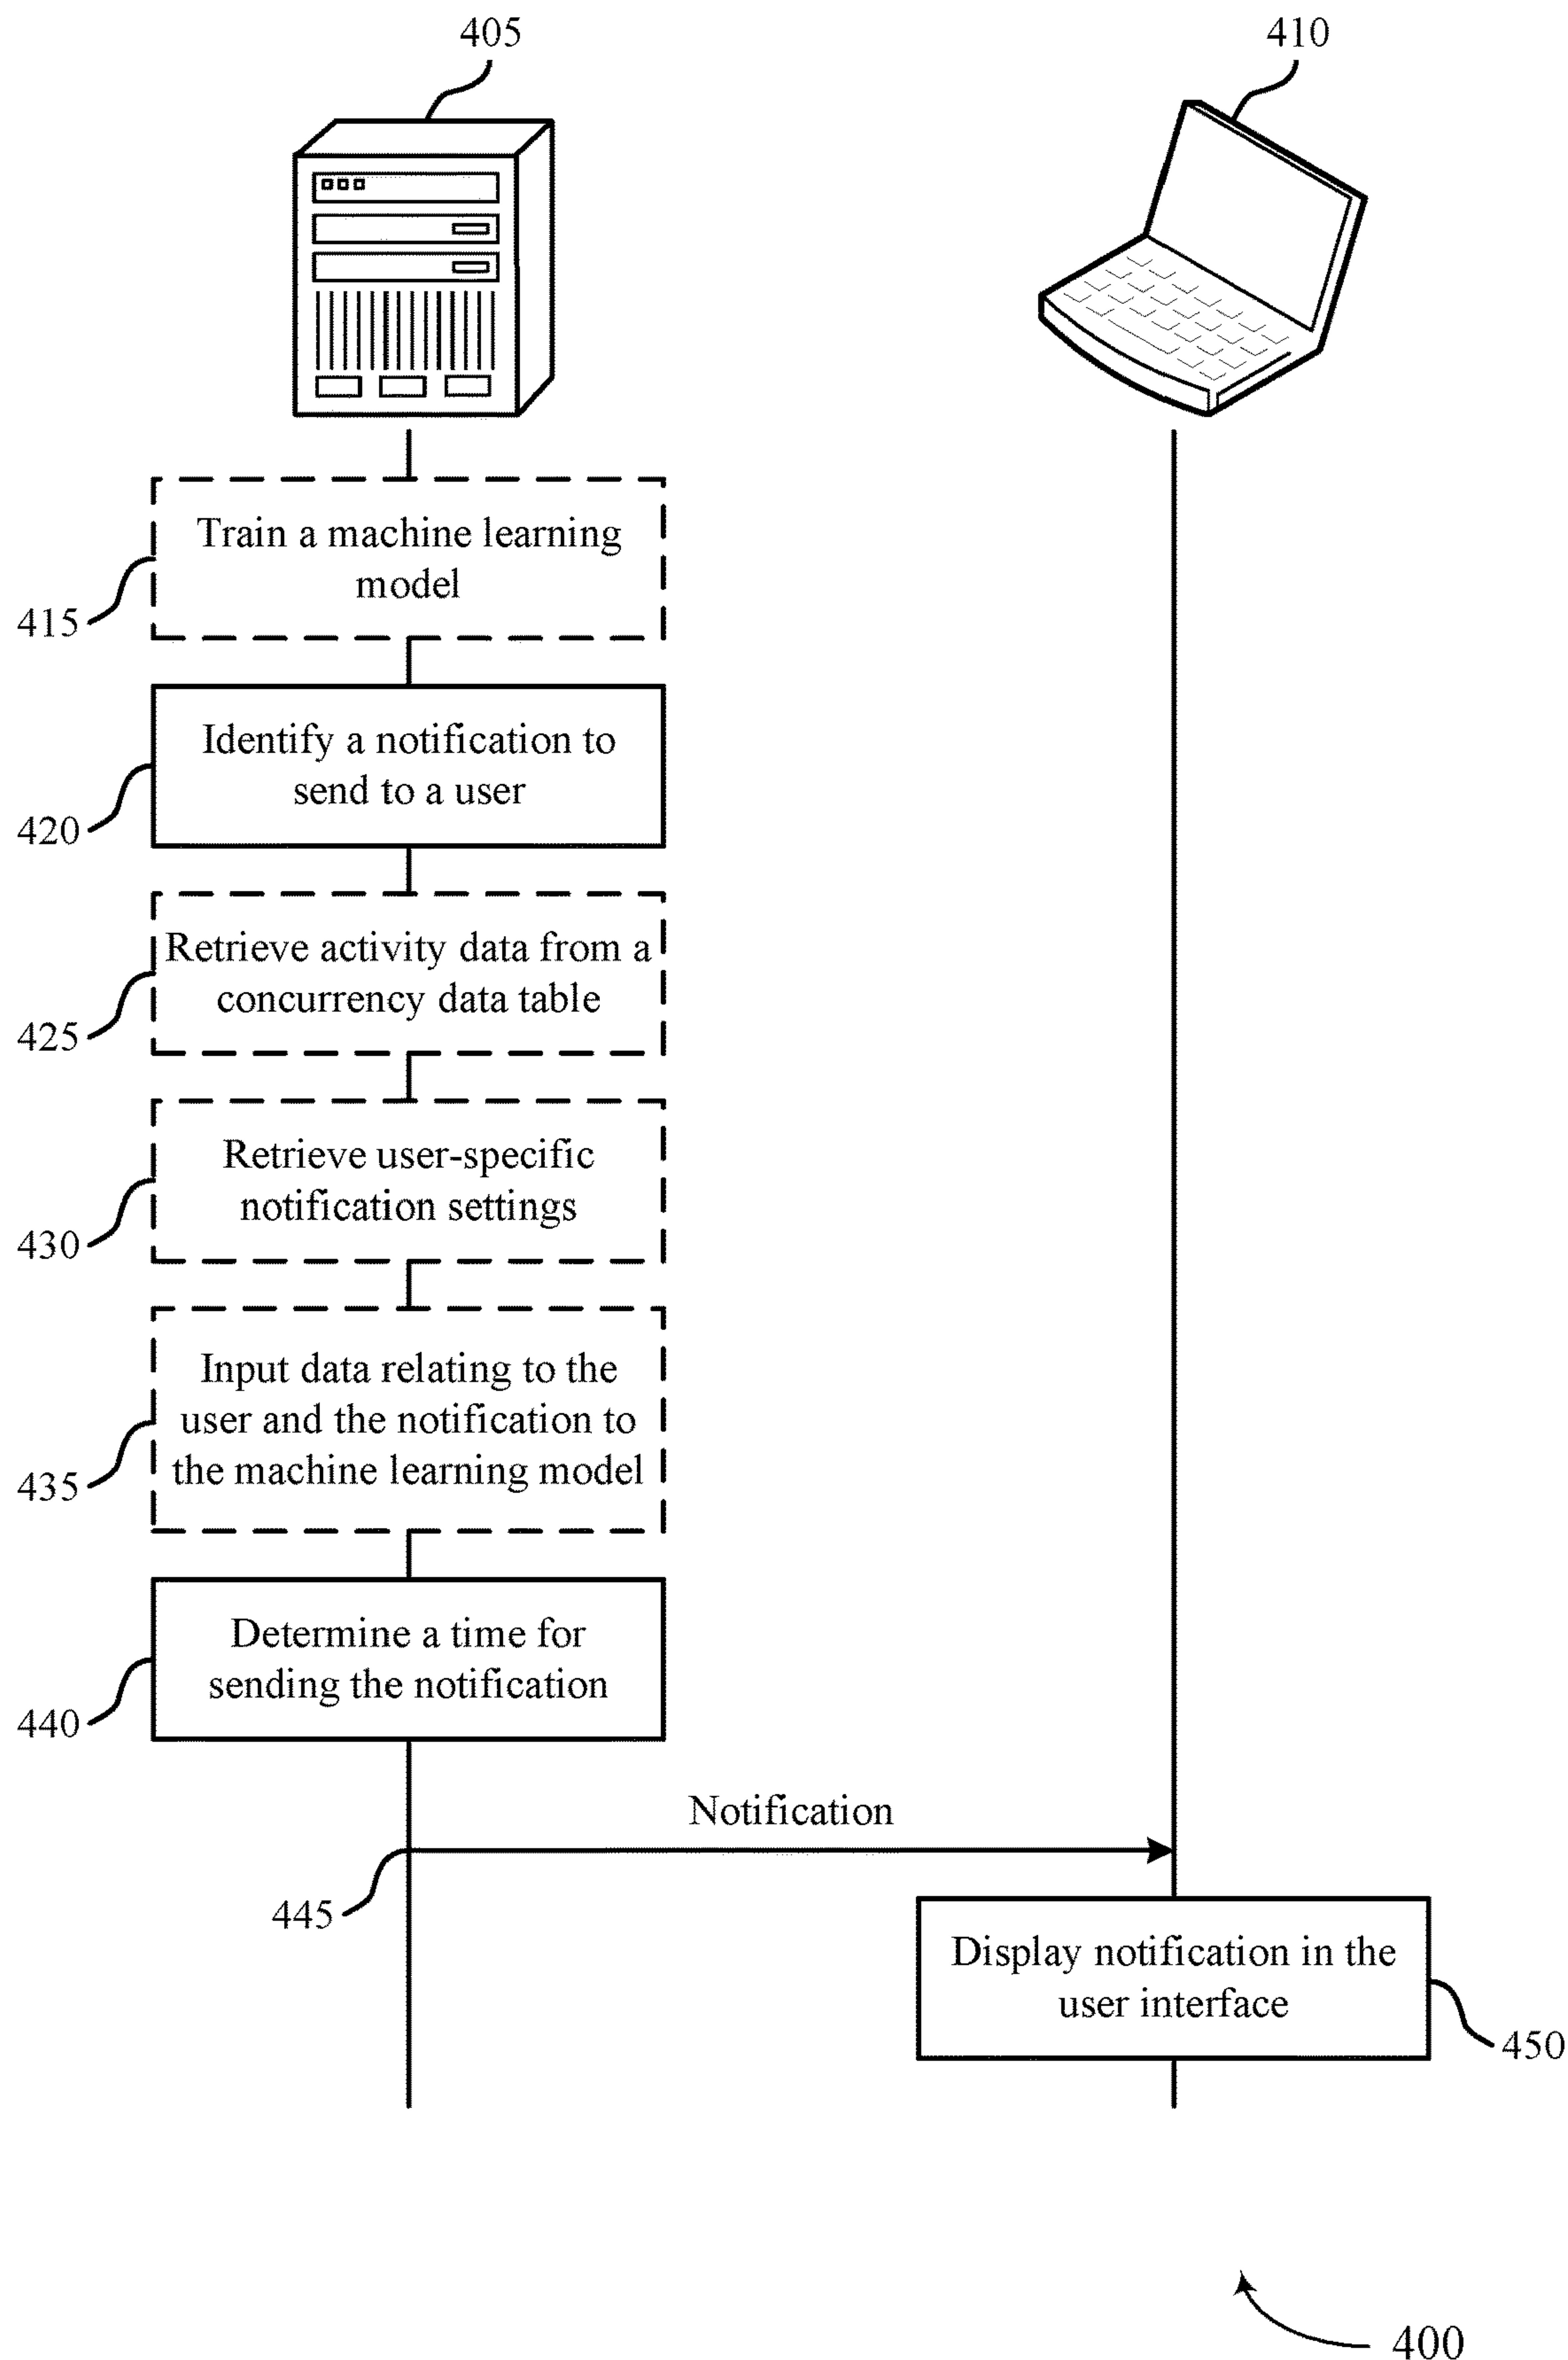 405
410
Train a machine learning
model
415
Identify a notification to
send to a user
420
Retrieve activity data from a
concurrency data table
425
Retrieve user-specific
notification settings
430
Input data relating to the
user and the notification to
the machine learning model
435
Determine a time for
sending the notification
440
Notification
445
Display notification in the
user interface
450
400